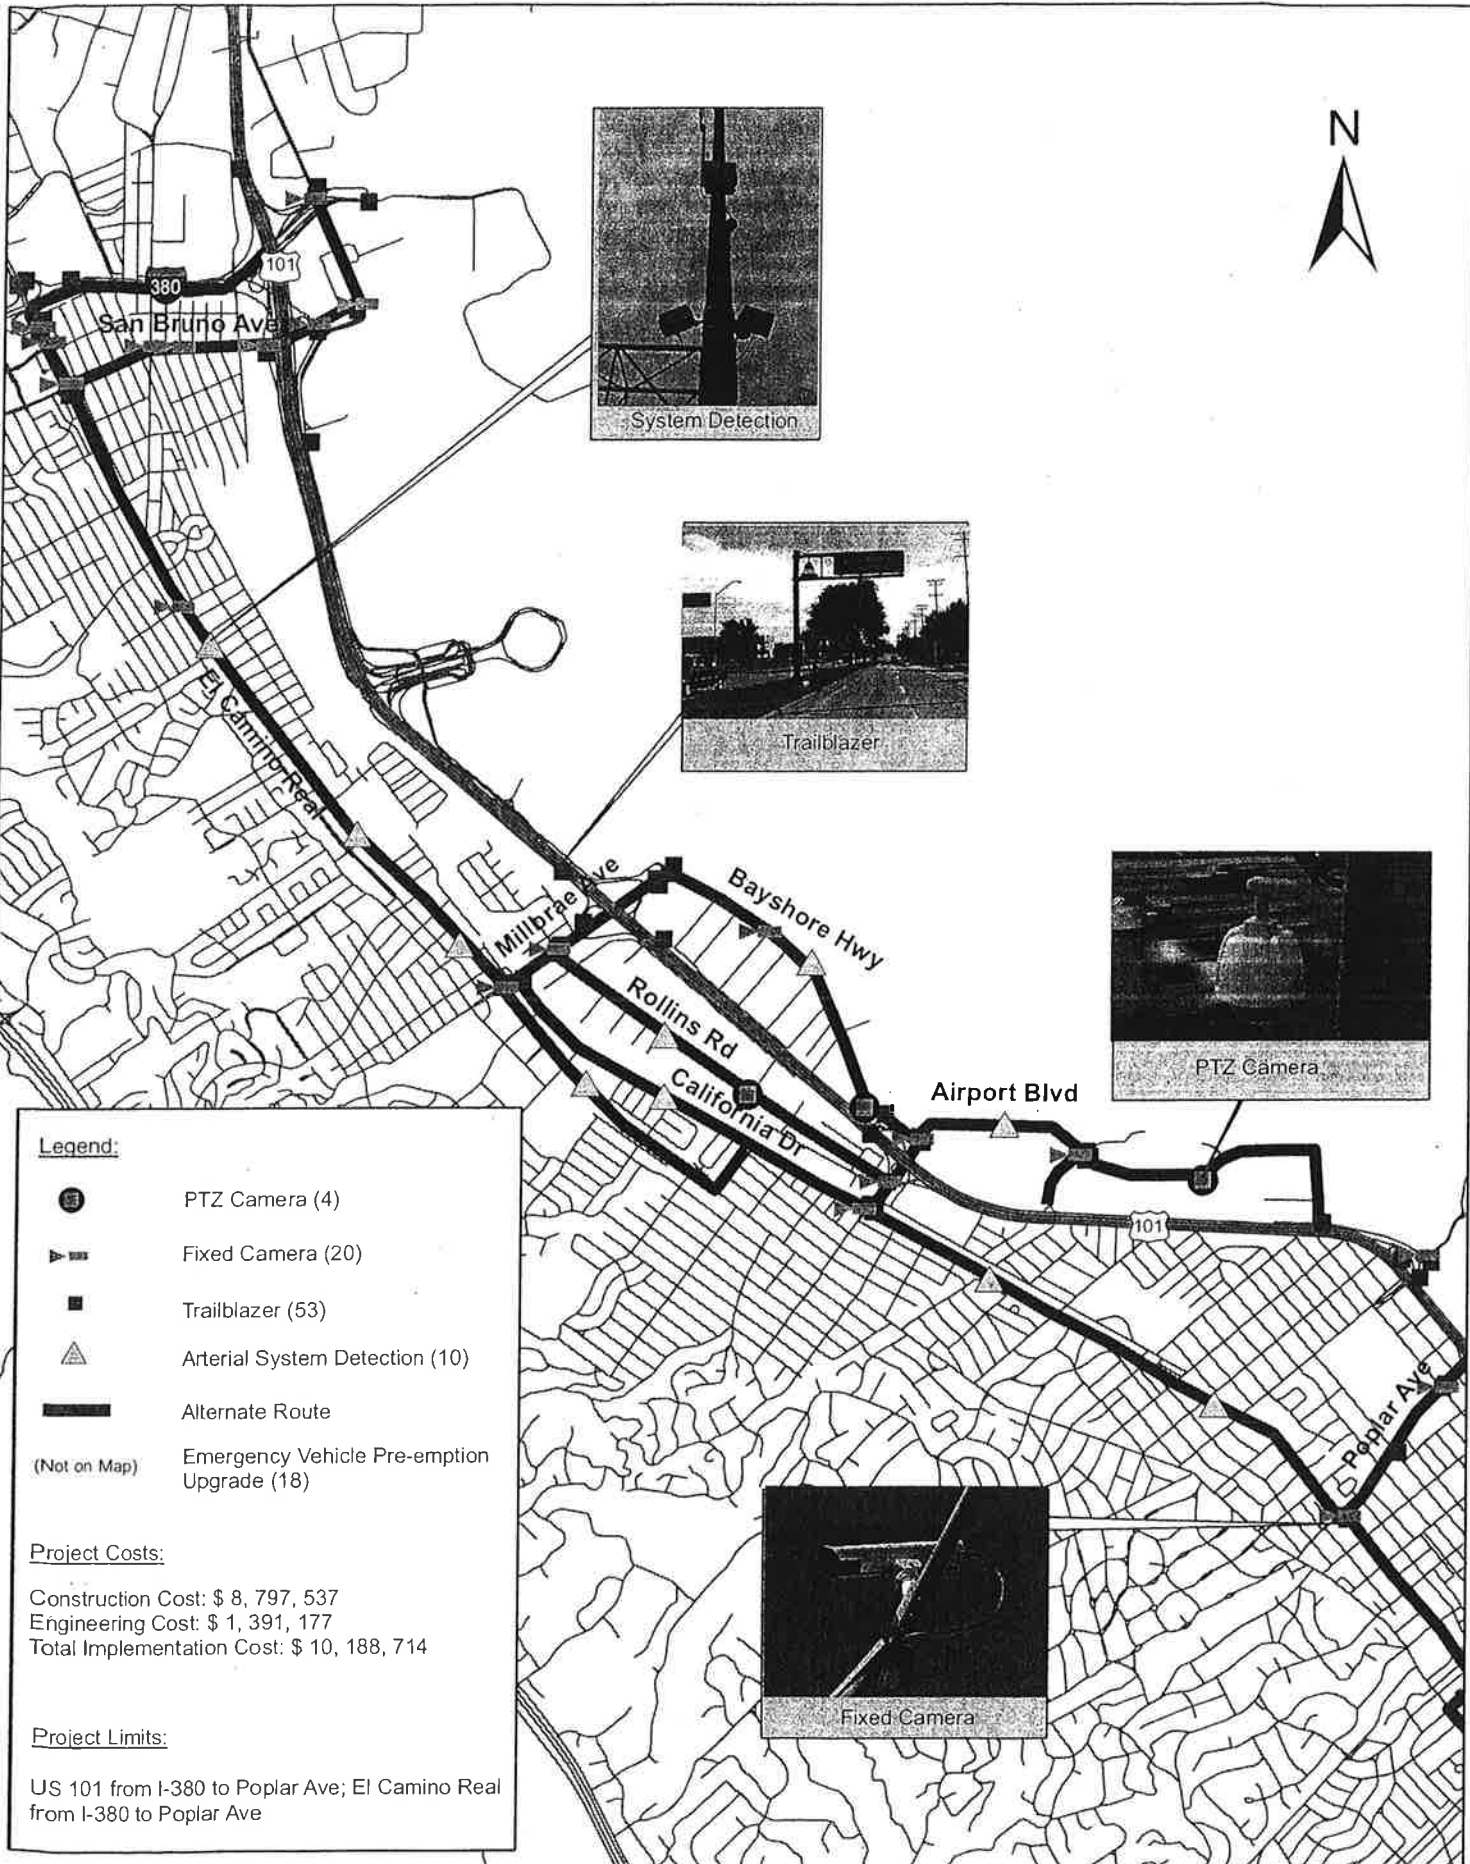 N
101
380
San Bruno Ave
System Detection
El Camino Real
Trailblazer
Millbrae Ave
Bayshore Hwy
Rollins Rd
California Dr
Airport Blvd
PTZ Camera
101
Poplar Ave
Fixed Camera
Legend:
PTZ Camera (4)
Fixed Camera (20)
Trailblazer (53)
Arterial System Detection (10)
Alternate Route
(Not on Map)
Emergency Vehicle Pre-emption
Upgrade (18)
Project Costs:
Construction Cost: $ 8, 797, 537
Engineering Cost: $ 1, 391, 177
Total Implementation Cost: $ 10, 188, 714
Project Limits:
US 101 from I-380 to Poplar Ave; El Camino Real
from I-380 to Poplar Ave